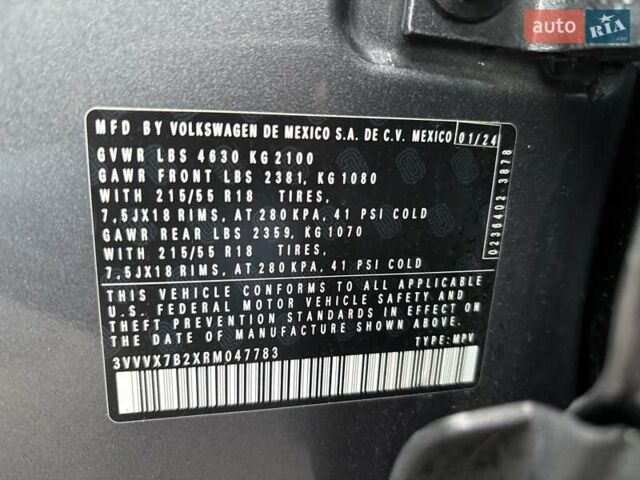 auto RIA .com
MFD BY VOLKSWAGEN DE MEXICO S.A. DE C.V. MEXICO 01/24
GVWR LBS 4630 KG 2100
GAWR FRONT LBS 2381, KG 1080
WITH 215/55 R18 TIRES,
7,5JX18 RIMS, AT 280 KPA, 41 PSI COLD
GAWR REAR LBS 2359, KG 1070
WITH 215/55 R18 TIRES,
7,5JX18 RIMS, AT 280 KPA, 41 PSI COLD
0236402 3878
THIS VEHICLE CONFORMS TO ALL APPLICABLE
U.S. FEDERAL MOTOR VEHICLE SAFETY AND
THEFT PREVENTION STANDARDS IN EFFECT ON
THE DATE OF MANUFACTURE SHOWN ABOVE
3VVVX7B2XRM047783 TYPE: MPV